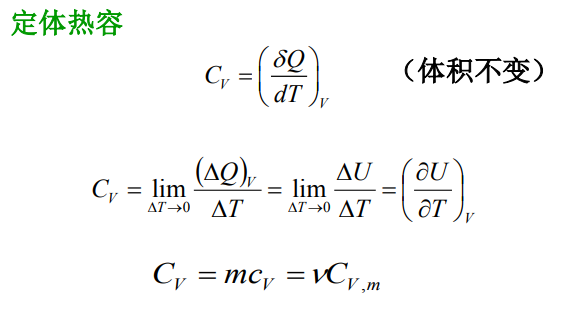 定体热容
C_V = (δQ/dT)_V （体积不变）
C_V = lim_{ΔT→0} (ΔQ)_V/ΔT = lim_{ΔT→0} ΔU/ΔT = (∂U/∂T)_V
C_V = mc_V = νC_{V,m}